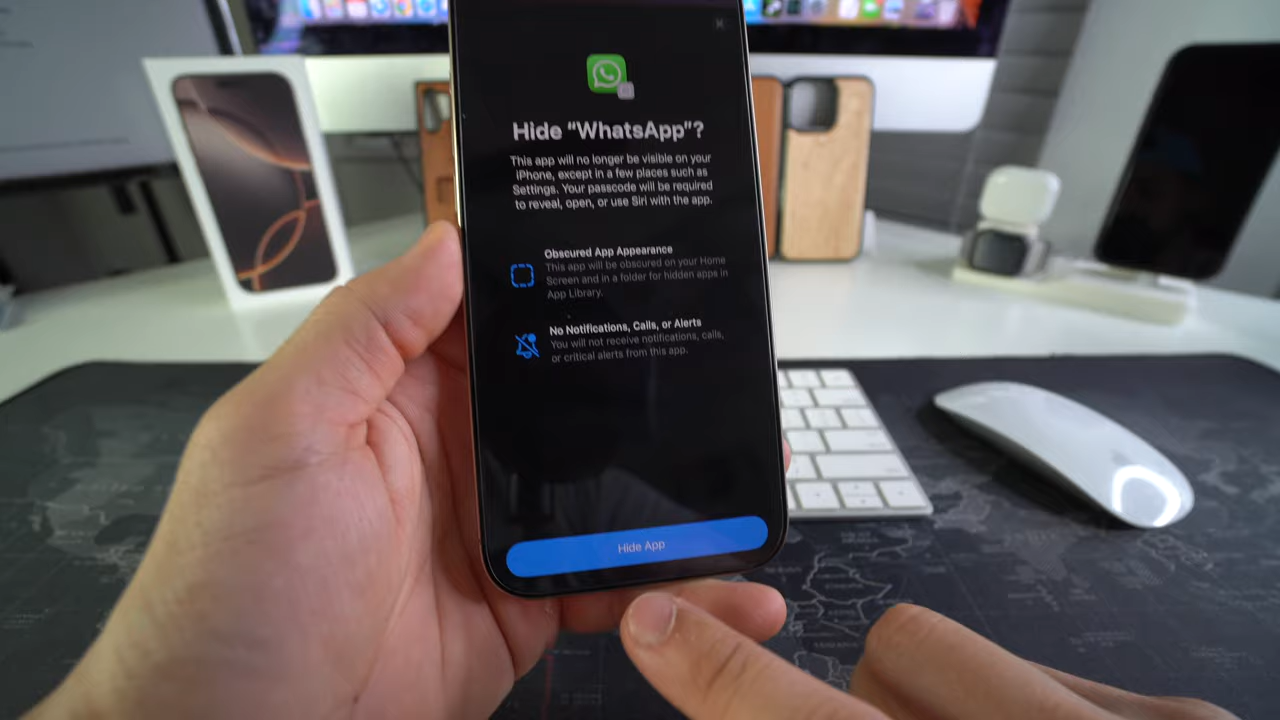 Hide “WhatsApp”?
This app will no longer be visible on your
iPhone, except in a few places such as
Settings. Your passcode will be required
to reveal, open, or use Siri with the app.
Obscured App Appearance
This app will be obscured on your Home
Screen and in a folder for hidden apps in
App Library.
No Notifications, Calls, or Alerts
You will not receive notifications, calls,
or critical alerts from this app.
Hide App